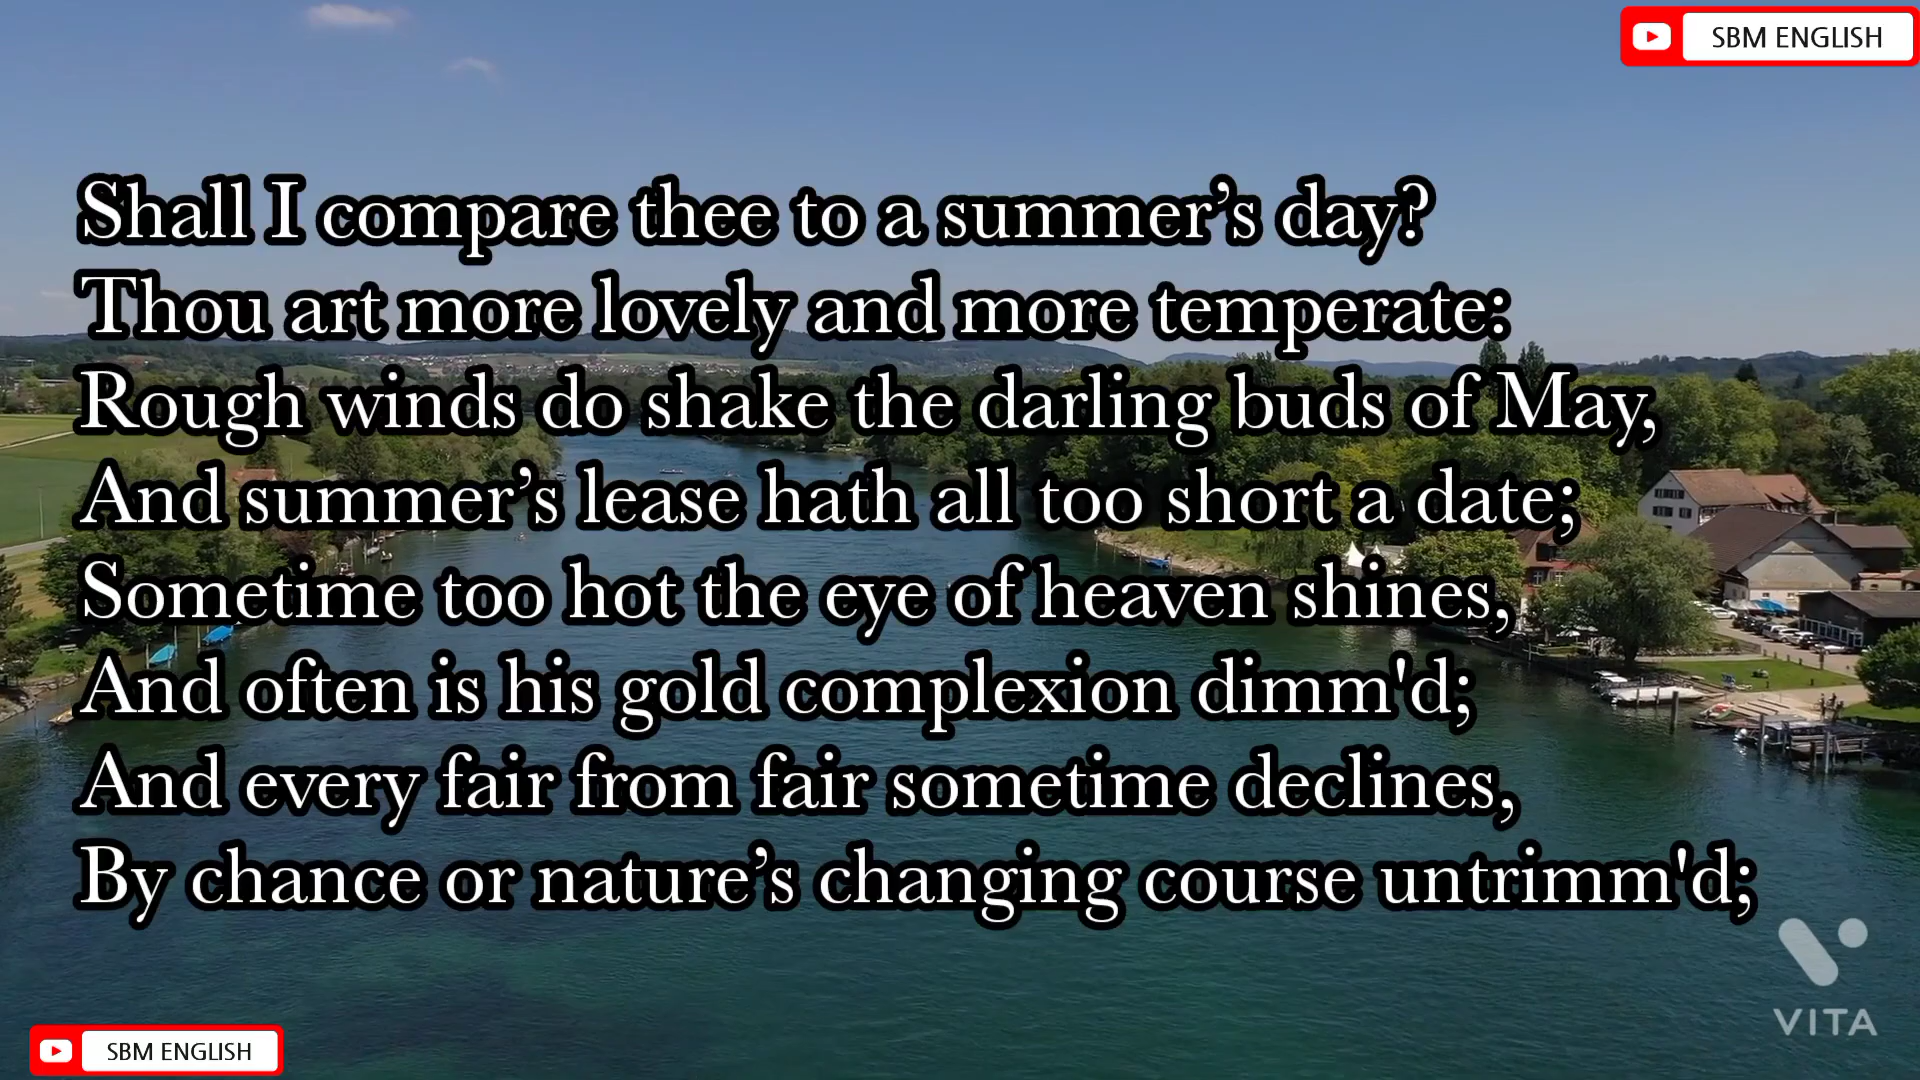 SBM ENGLISH
Shall I compare thee to a summer’s day?
Thou art more lovely and more temperate:
Rough winds do shake the darling buds of May,
And summer’s lease hath all too short a date;
Sometime too hot the eye of heaven shines,
And often is his gold complexion dimm'd;
And every fair from fair sometime declines,
By chance or nature’s changing course untrimm'd;
VITA
SBM ENGLISH